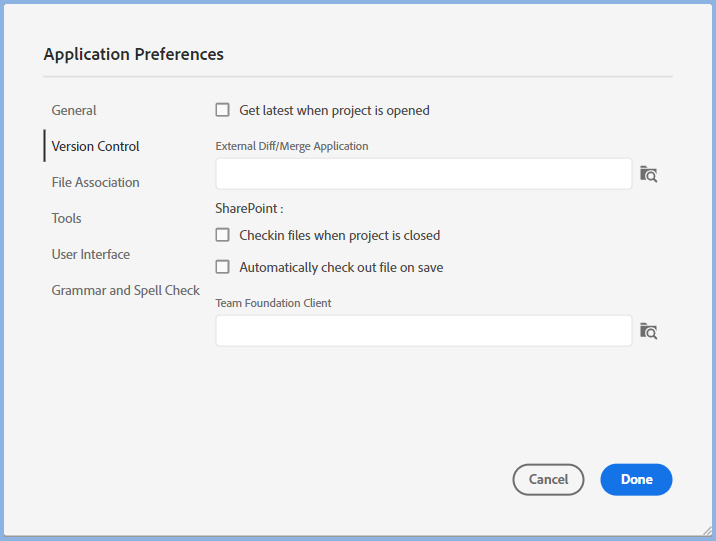 Application Preferences
General
Version Control
File Association
Tools
User Interface
Grammar and Spell Check
Get latest when project is opened
External Diff/Merge Application
SharePoint :
Checkin files when project is closed
Automatically check out file on save
Team Foundation Client
Cancel
Done